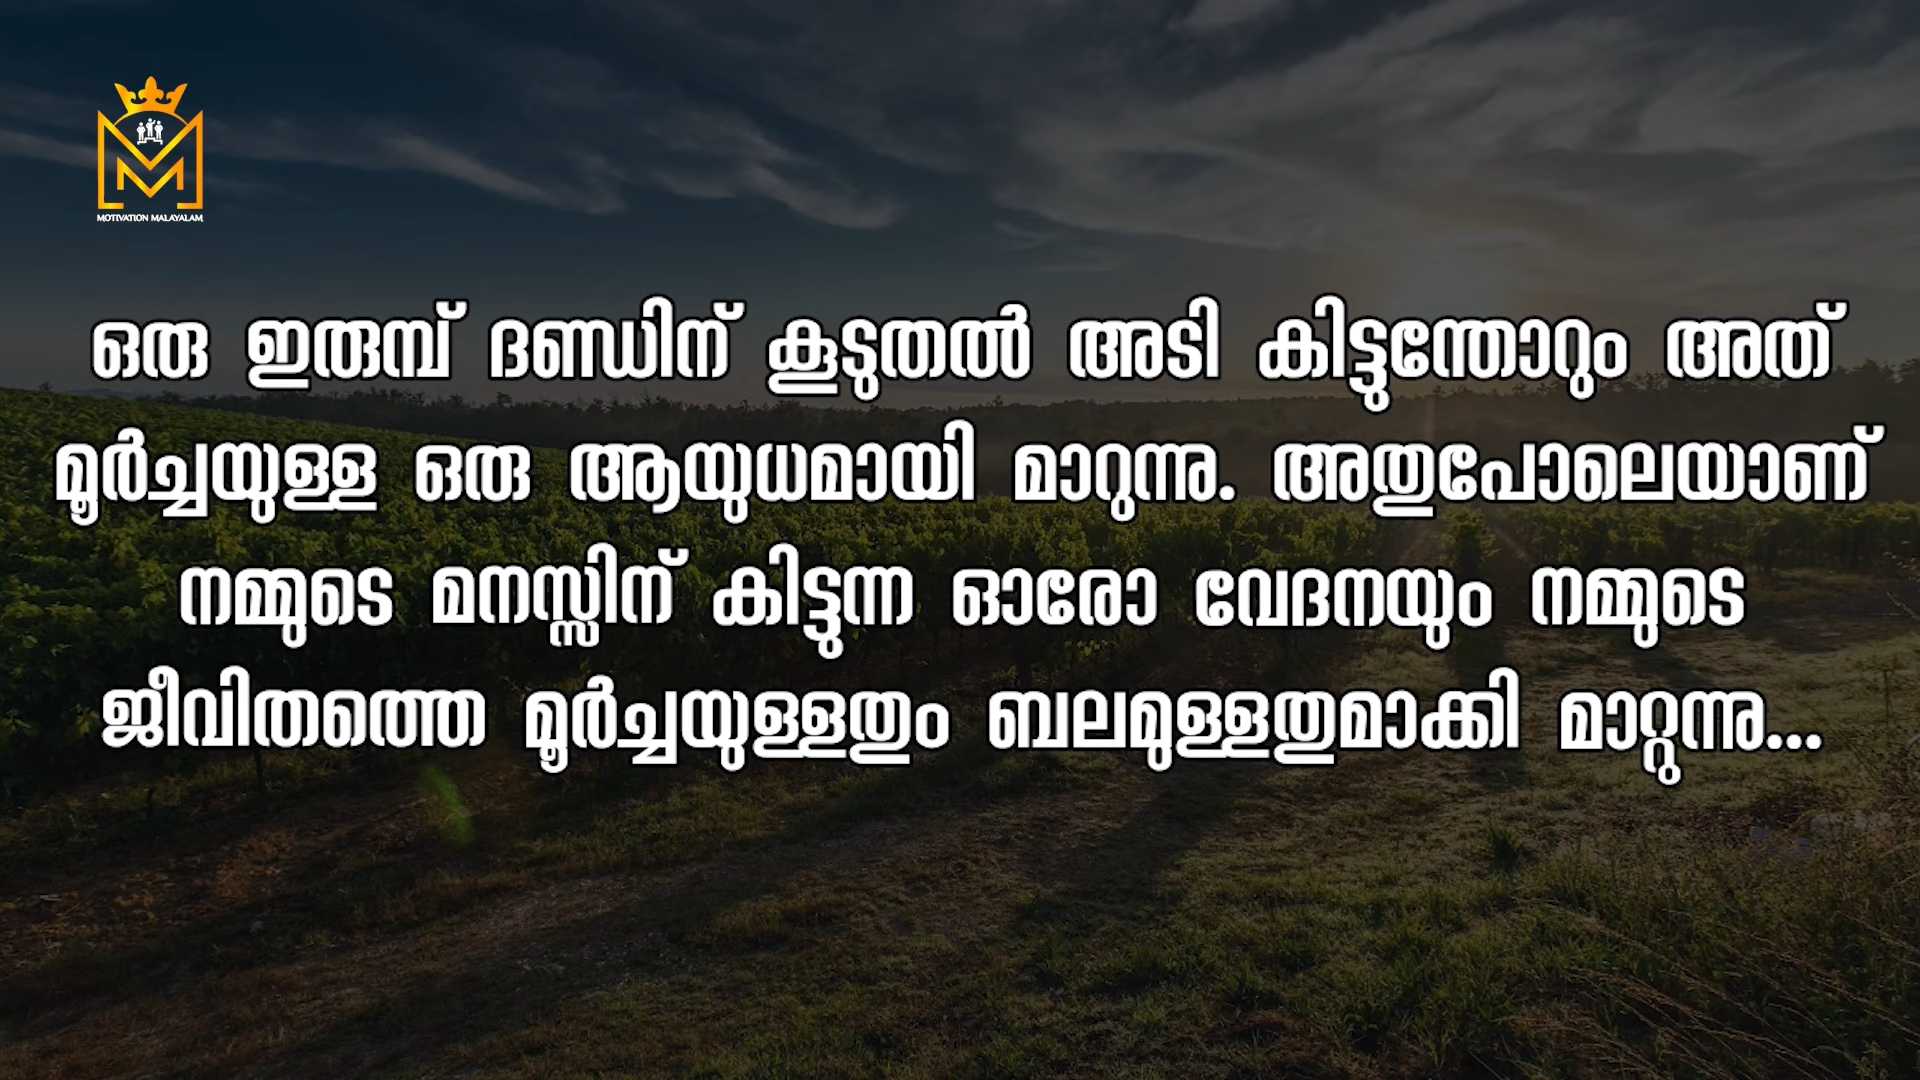 MOTIVATION MALAYALAM
ഒരു ഇരുമ്പ് ദണ്ഡിന് കൂടുതൽ അടി കിട്ടുന്തോറും അത്
മൂർച്ചയുള്ള ഒരു ആയുധമായി മാറുന്നു. അതുപോലെയാണ്
നമ്മുടെ മനസ്സിന് കിട്ടുന്ന ഓരോ വേദനയും നമ്മുടെ
ജീവിതത്തെ മൂർച്ചയുള്ളതും ബലമുള്ളതുമാക്കി മാറ്റുന്നു...